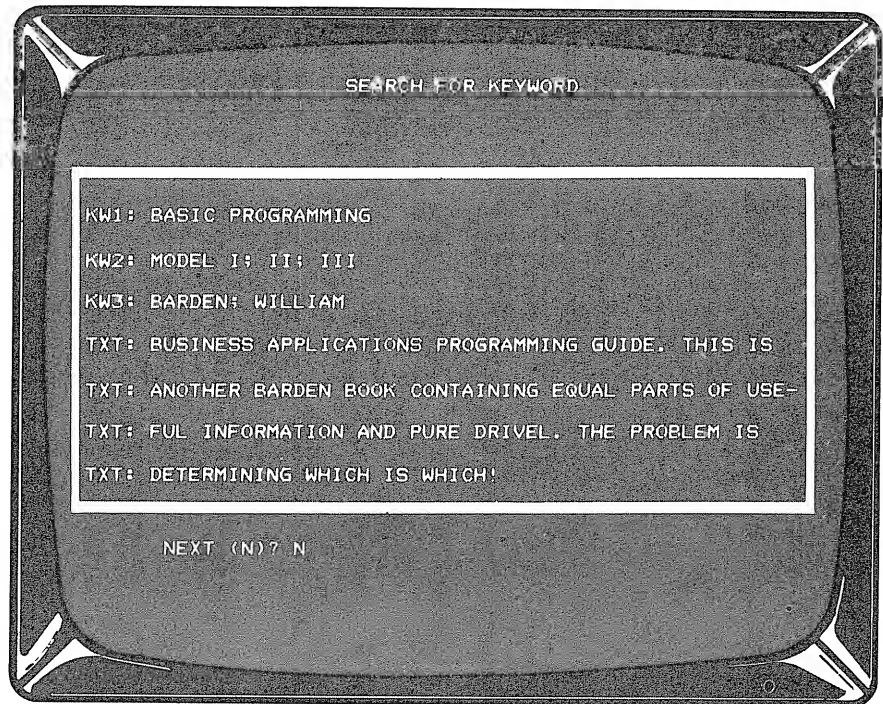 SEARCH FOR KEYWORD
KW1: BASIC PROGRAMMING
KW2: MODEL I; II; III
KW3: BARDEN; WILLIAM
TXT: BUSINESS APPLICATIONS PROGRAMMING GUIDE. THIS IS
TXT: ANOTHER BARDEN BOOK CONTAINING EQUAL PARTS OF USE-
TXT: FUL INFORMATION AND PURE DRIVEL. THE PROBLEM IS
TXT: DETERMINING WHICH IS WHICH!
NEXT (N)? N